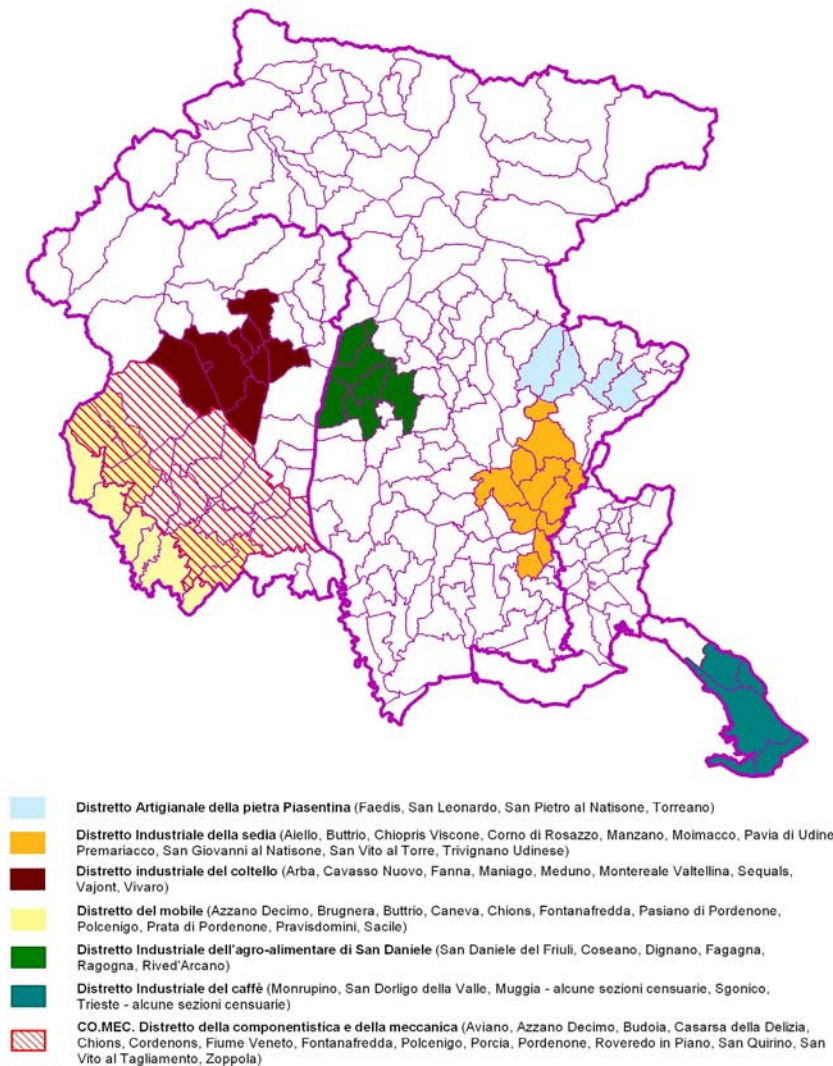 Distretto Artigianale della pietra Piasentina (Faedis, San Leonardo, San Pietro al Natisone, Torreano)
Distretto Industriale della sedia (Aiello, Buttrio, Chiopris Viscone, Corno di Rosazzo, Manzano, Moimacco, Pavia di Udine
Premariacco, San Giovanni al Natisone, San Vito al Torre, Trivignano Udinese)
Distretto industriale del coltello (Arba, Cavasso Nuovo, Fanna, Maniago, Meduno, Montereale Valtellina, Sequals,
Vajont, Vivaro)
Distretto del mobile (Azzano Decimo, Brugnera, Buttrio, Caneva, Chions, Fontanafredda, Pasiano di Pordenone,
Polcenigo, Prata di Pordenone, Pravisdomini, Sacile)
Distretto Industriale dell'agro-alimentare di San Daniele (San Daniele del Friuli, Coseano, Dignano, Fagagna,
Ragogna, Rived'Arcano)
Distretto Industriale del caffè (Monrupino, San Dorligo della Valle, Muggia - alcune sezioni censuarie, Sgonico,
Trieste - alcune sezioni censuarie)
CO.MEC. Distretto della componentistica e della meccanica (Aviano, Azzano Decimo, Budoia, Casarsa della Delizia,
Chions, Cordenons, Fiume Veneto, Fontanafredda, Polcenigo, Porcia, Pordenone, Roveredo in Piano, San Quirino, San
Vito al Tagliamento, Zoppola)